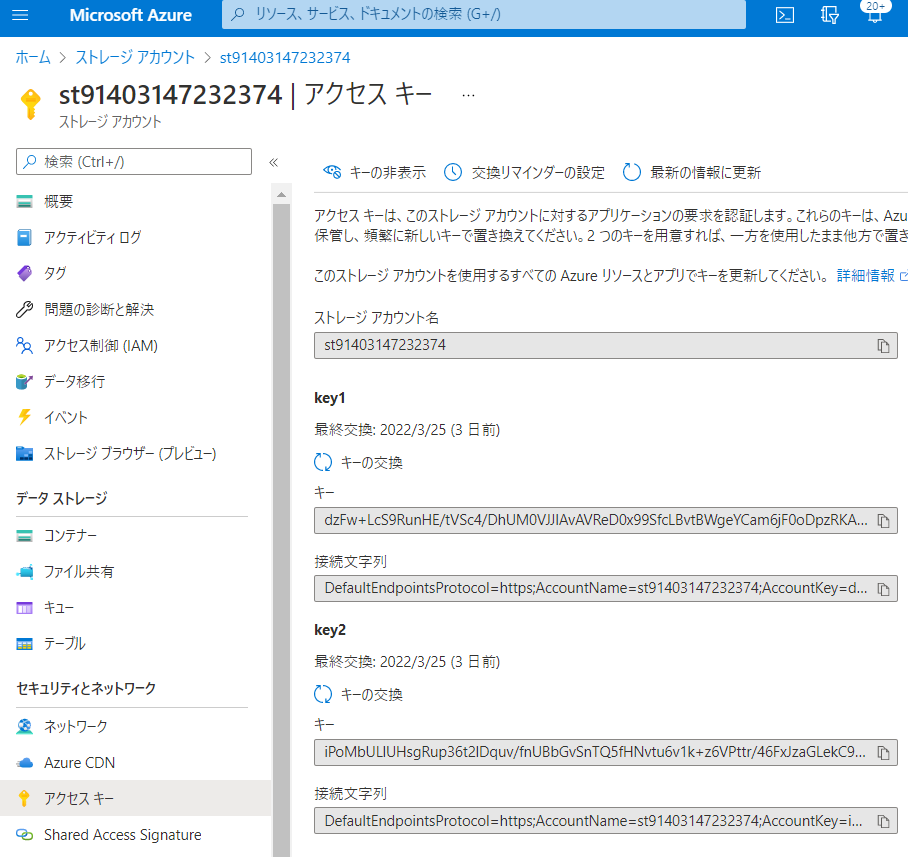 Microsoft Azure
リソース、サービス、ドキュメントの検索 (G+/)
20+
ホーム > ストレージ アカウント > st91403147232374
st91403147232374 | アクセス キー ...
ストレージ アカウント
検索 (Ctrl+/)
«
概要
アクティビティ ログ
タグ
問題の診断と解決
アクセス制御 (IAM)
データ移行
イベント
ストレージ ブラウザー (プレビュー)
データ ストレージ
コンテナー
ファイル共有
キュー
テーブル
セキュリティとネットワーク
ネットワーク
Azure CDN
アクセス キー
Shared Access Signature
キーの非表示 交換リマインダーの設定 最新の情報に更新
アクセス キーは、このストレージ アカウントに対するアプリケーションの要求を認証します。これらのキーは、Azu
保管し、頻繁に新しいキーで置き換えてください。2 つのキーを用意すれば、一方を使用したまま他方で置き
このストレージ アカウントを使用するすべての Azure リソースとアプリでキーを更新してください。 詳細情報
ストレージ アカウント名
st91403147232374
key1
最終交換: 2022/3/25 (3 日前)
キーの交換
キー
dzFw+LcS9RunHE/tVSc4/DhUM0VJJIAvAVReD0x99SfcLBvtBWgeYCam6jF0oDpzRKA...
接続文字列
DefaultEndpointsProtocol=https;AccountName=st91403147232374;AccountKey=d...
key2
最終交換: 2022/3/25 (3 日前)
キーの交換
キー
iPoMbULIUHsgRup36t2IDquv/fnUBbGvSnTQ5fHNvtu6v1k+z6VPttr/46FxJzaGLekC9...
接続文字列
DefaultEndpointsProtocol=https;AccountName=st91403147232374;AccountKey=i...